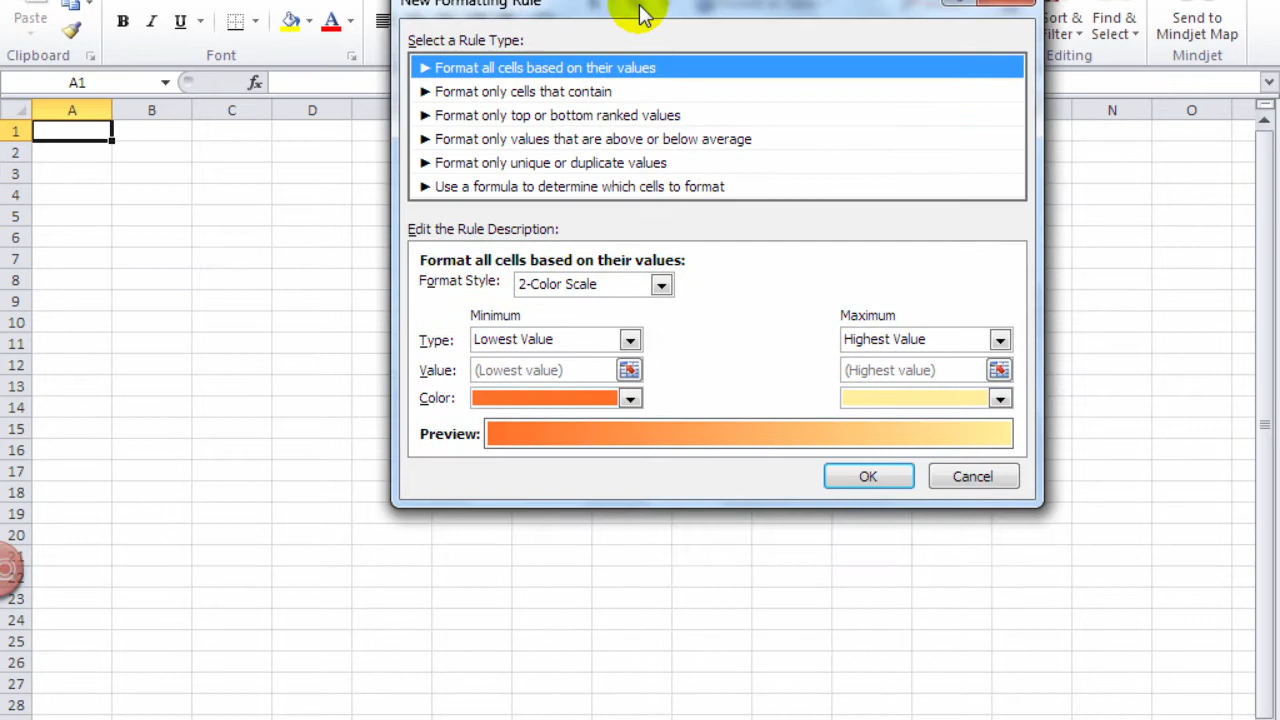 New Formatting Rule
Paste
B I U A
Sort & Filter Find & Select Send to Mindjet Map
Clipboard Font Editing Mindjet
A1 fx
A B C D N O
Select a Rule Type:
► Format all cells based on their values
► Format only cells that contain
► Format only top or bottom ranked values
► Format only values that are above or below average
► Format only unique or duplicate values
► Use a formula to determine which cells to format
Edit the Rule Description:
Format all cells based on their values:
Format Style: 2-Color Scale
Minimum Maximum
Type: Lowest Value Highest Value
Value: (Lowest value) (Highest value)
Color:
Preview:
OK Cancel
1
2
3
4
5
6
7
8
9
10
11
12
13
14
15
16
17
18
19
20
23
24
25
26
27
28